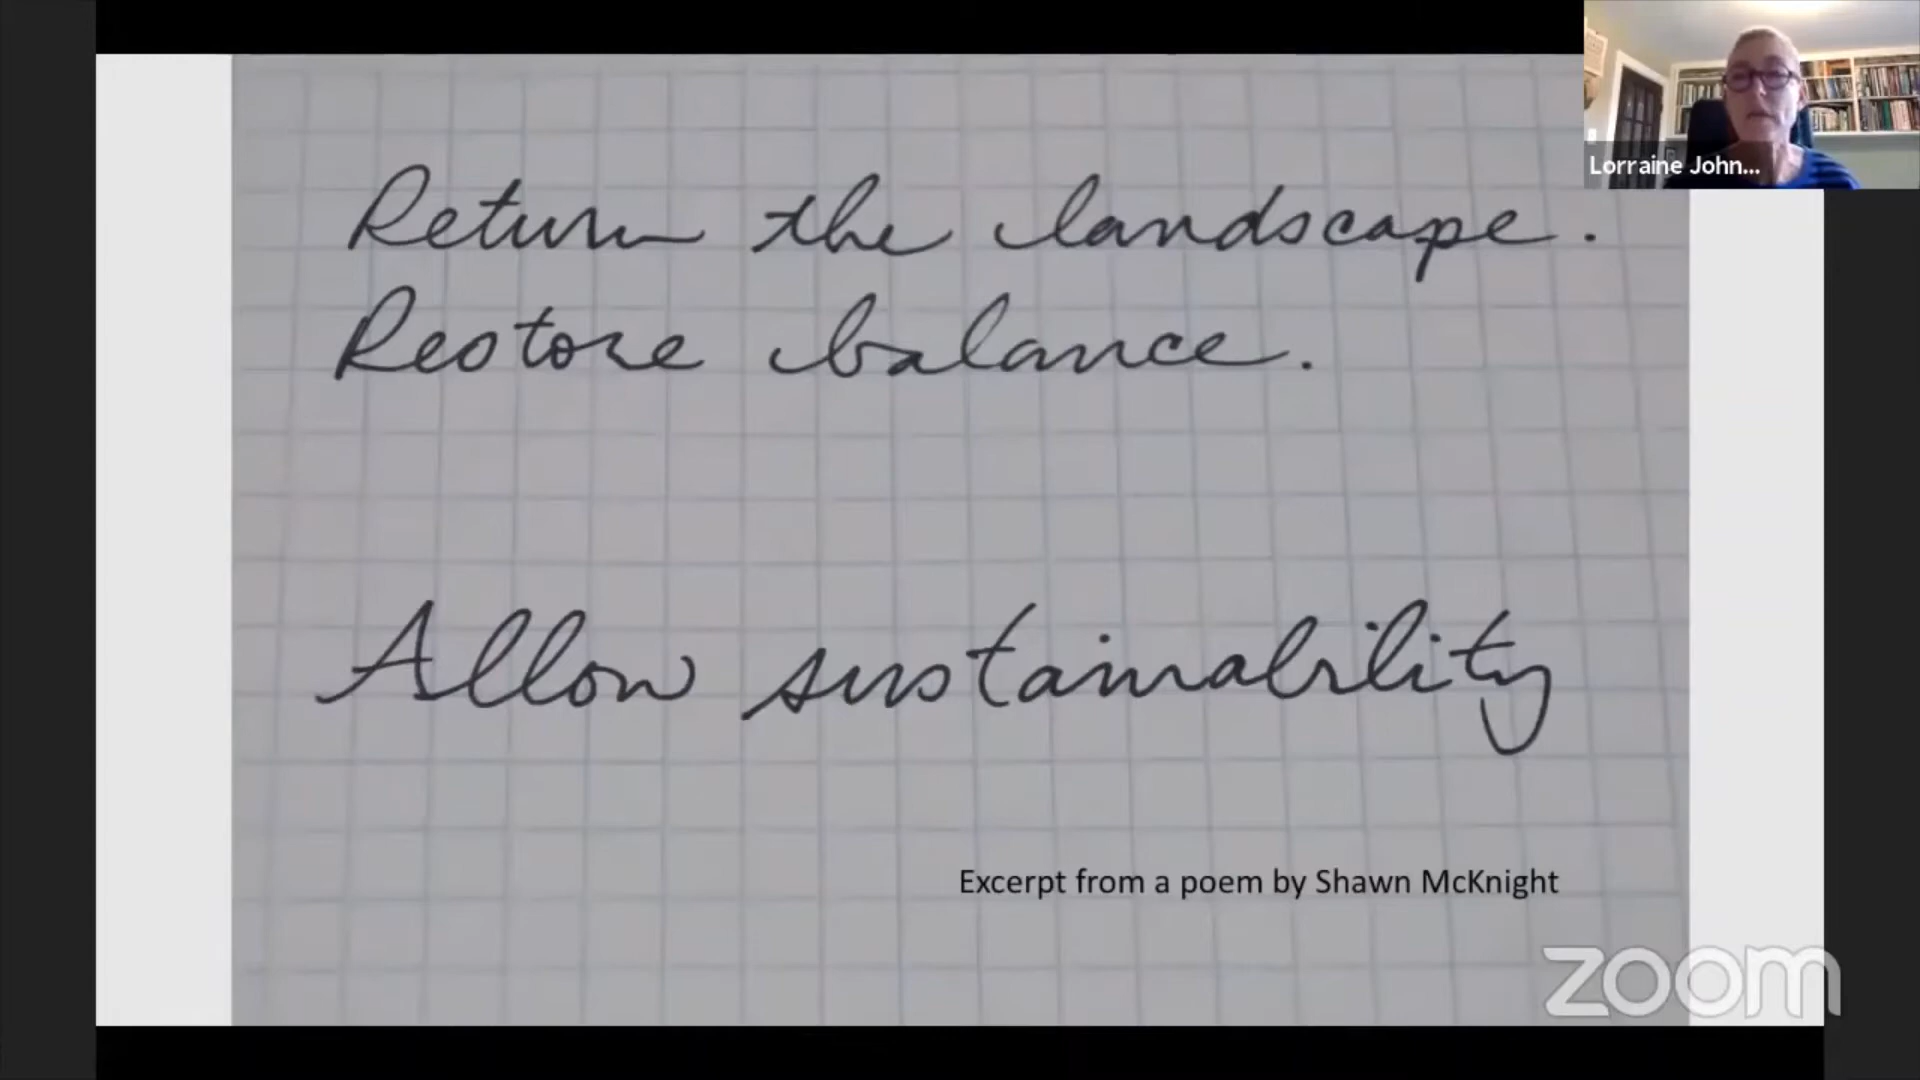 Lorraine John...
Return the landscape.
Restore balance.
Allow sustainability
Excerpt from a poem by Shawn McKnight
zoom